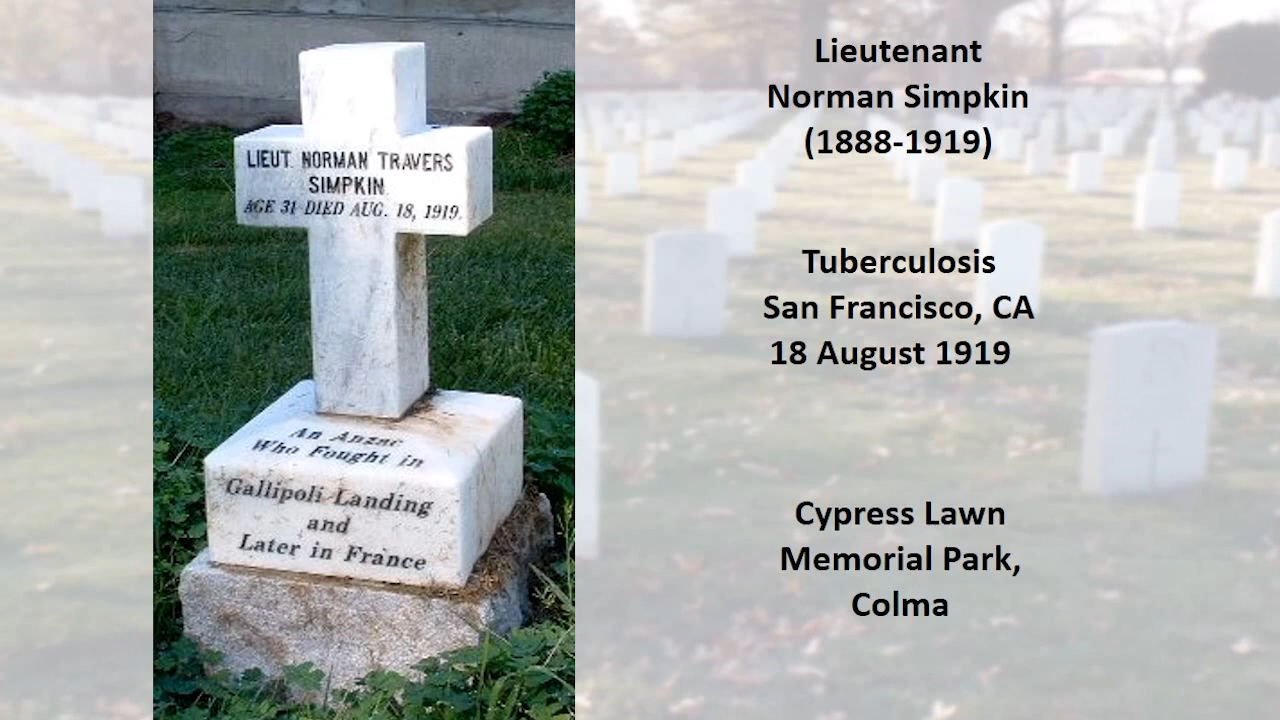 LIEUT. NORMAN TRAVERS
SIMPKIN
AGE 31 DIED AUG. 18, 1919.
An Anzac
Who Fought in
Gallipoli Landing
and
Later in France
Lieutenant
Norman Simpkin
(1888-1919)
Tuberculosis
San Francisco, CA
18 August 1919
Cypress Lawn
Memorial Park,
Colma